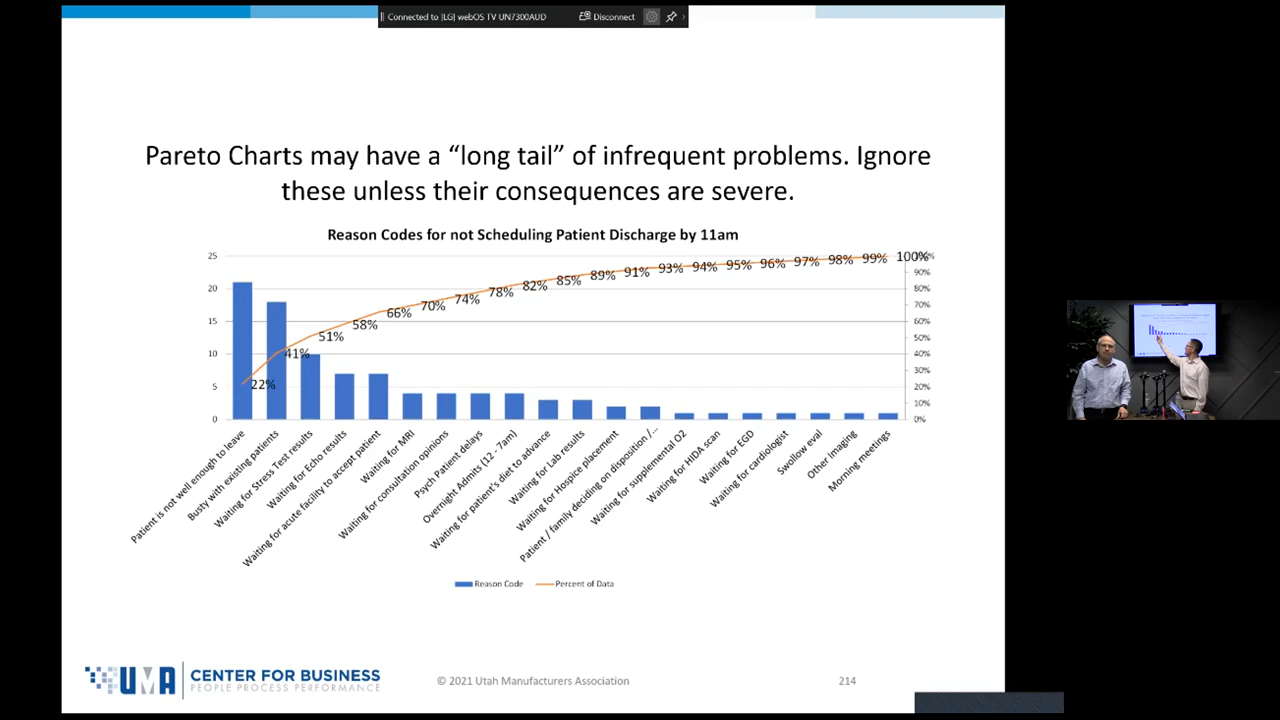 Connected to [LG] webOS TV UN7300AUD
Disconnect
Pareto Charts may have a “long tail” of infrequent problems. Ignore
these unless their consequences are severe.
Reason Codes for not Scheduling Patient Discharge by 11am
25
20
15
10
5
0
22%
41%
51%
58%
66%
70%
74%
78%
82%
85%
89%
91%
93%
94%
95%
96%
97%
98%
99%
100%
100%
90%
80%
70%
60%
50%
40%
30%
20%
10%
0%
Patient is not well enough to leave
Busty with existing patients
Waiting for Stress Test results
Waiting for Echo results
Waiting for acute facility to accept patient
Waiting for MRI
Waiting for consultation opinions
Psych Patient delays
Overnight Admits (12 - 7am)
Waiting for patient's diet to advance
Waiting for Lab results
Waiting for Hospice placement
Patient / family deciding on disposition /...
Waiting for supplemental O2
Waiting for HIDA scan
Waiting for EGD
Waiting for cardiologist
Swollow eval
Other Imaging
Morning meetings
Reason Code
Percent of Data
UMA
CENTER FOR BUSINESS
PEOPLE PROCESS PERFORMANCE
© 2021 Utah Manufacturers Association
214